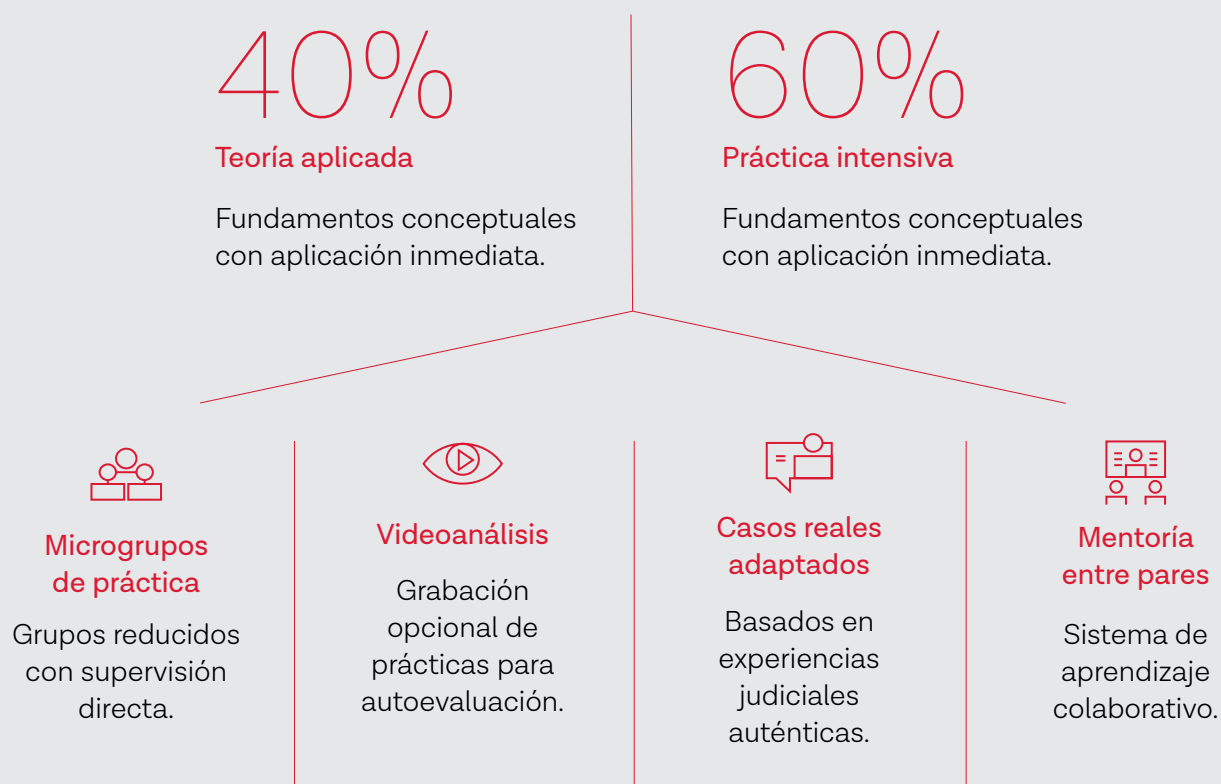 40%
Teoría aplicada
Fundamentos conceptuales
con aplicación inmediata.
60%
Práctica intensiva
Fundamentos conceptuales
con aplicación inmediata.
Microgrupos
de práctica
Grupos reducidos
con supervisión
directa.
Videoanálisis
Grabación
opcional de
prácticas para
autoevaluación.
Casos reales
adaptados
Basados en
experiencias
judiciales
auténticas.
Mentoría
entre pares
Sistema de
aprendizaje
colaborativo.